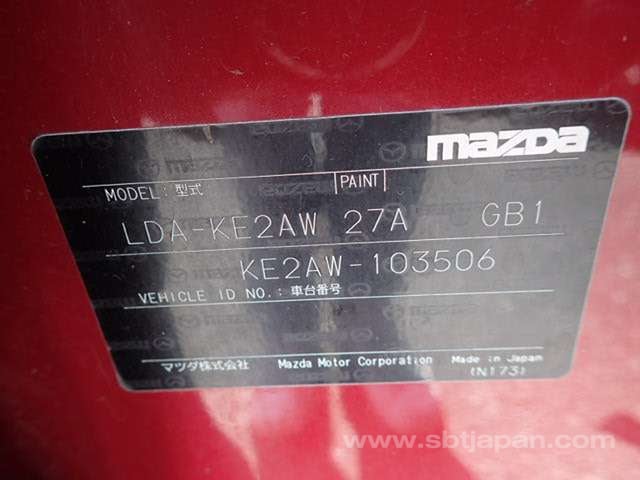 mazda
MODEL: 型式 PAINT
LDA-KE2AW 27A GB1
KE2AW-103506
VEHICLE ID NO.: 車台番号
マツダ株式会社 Mazda Motor Corporation Made in Japan
(N173)
www.sbtjapan.com